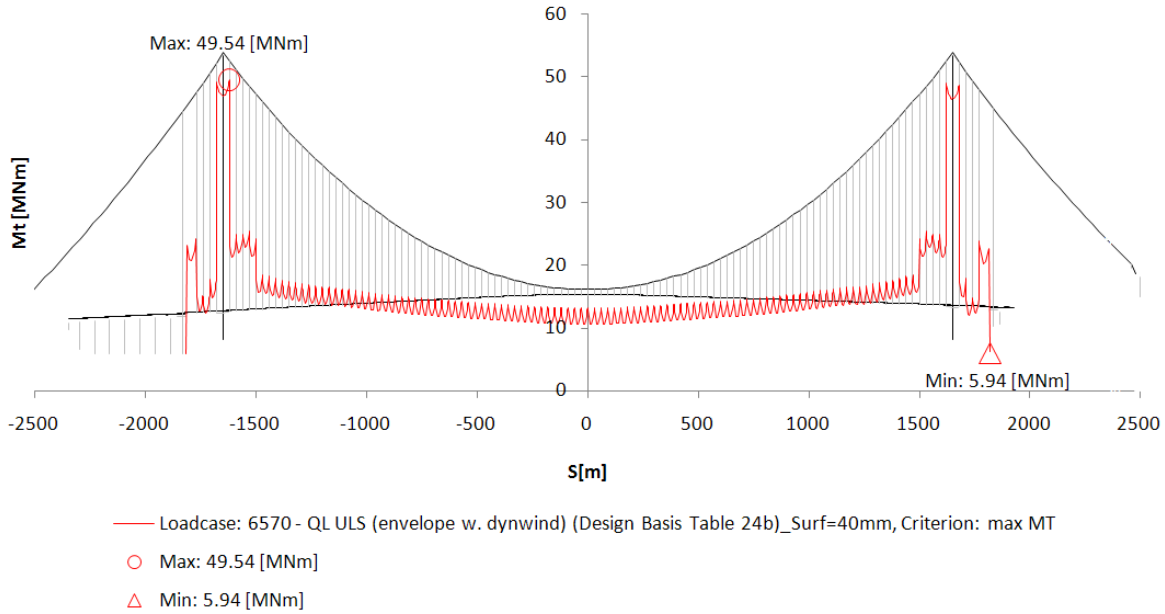 60
Max: 49.54 [MNm]
50
40
30
20
10
0
Mt [MNm]
Min: 5.94 [MNm]
-2500 -2000 -1500 -1000 -500 0 500 1000 1500 2000 2500
S[m]
Loadcase: 6570 - QL ULS (envelope w. dynwind) (Design Basis Table 24b)_Surf=40mm, Criterion: max MT
Max: 49.54 [MNm]
Min: 5.94 [MNm]